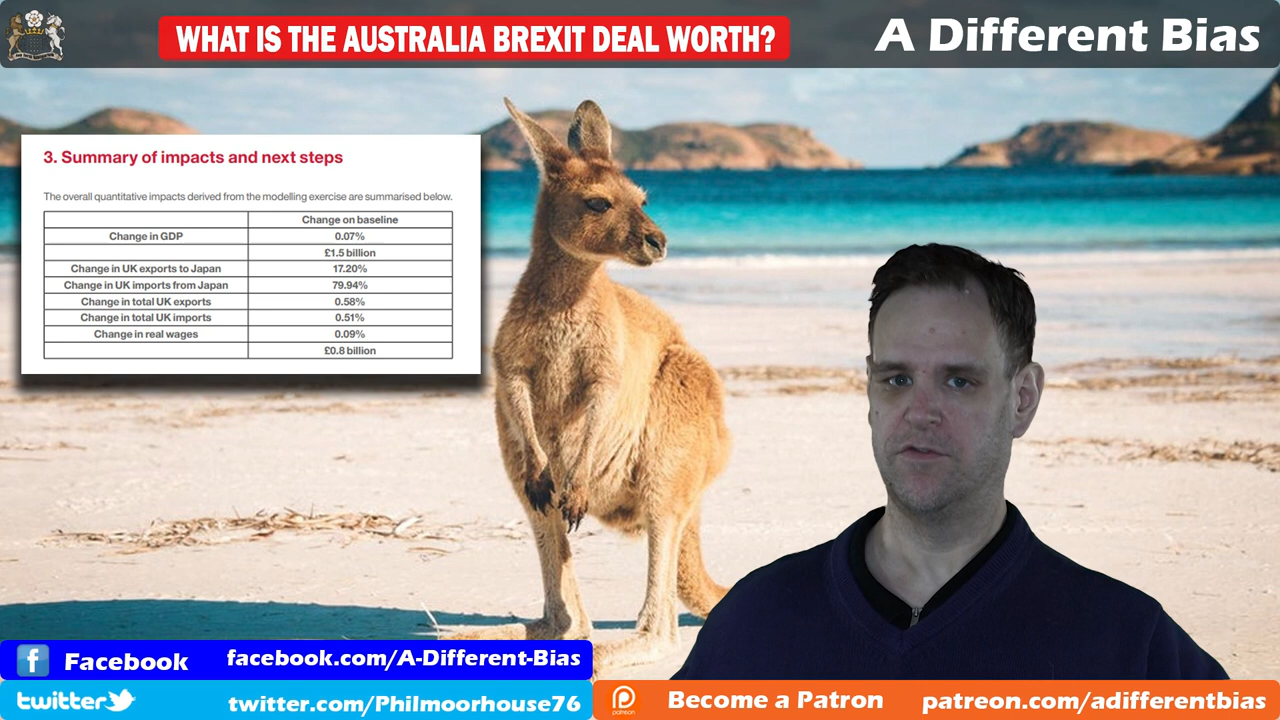 WHAT IS THE AUSTRALIA BREXIT DEAL WORTH?
A Different Bias
3. Summary of impacts and next steps
The overall quantitative impacts derived from the modelling exercise are summarised below.
Change on baseline
Change in GDP 0.07%
£1.5 billion
Change in UK exports to Japan 17.20%
Change in UK imports from Japan 79.94%
Change in total UK exports 0.58%
Change in total UK imports 0.51%
Change in real wages 0.09%
£0.8 billion
f Facebook facebook.com/A-Different-Bias
twitter twitter.com/Philmoorhouse76
Become a Patron patreon.com/adifferentbias